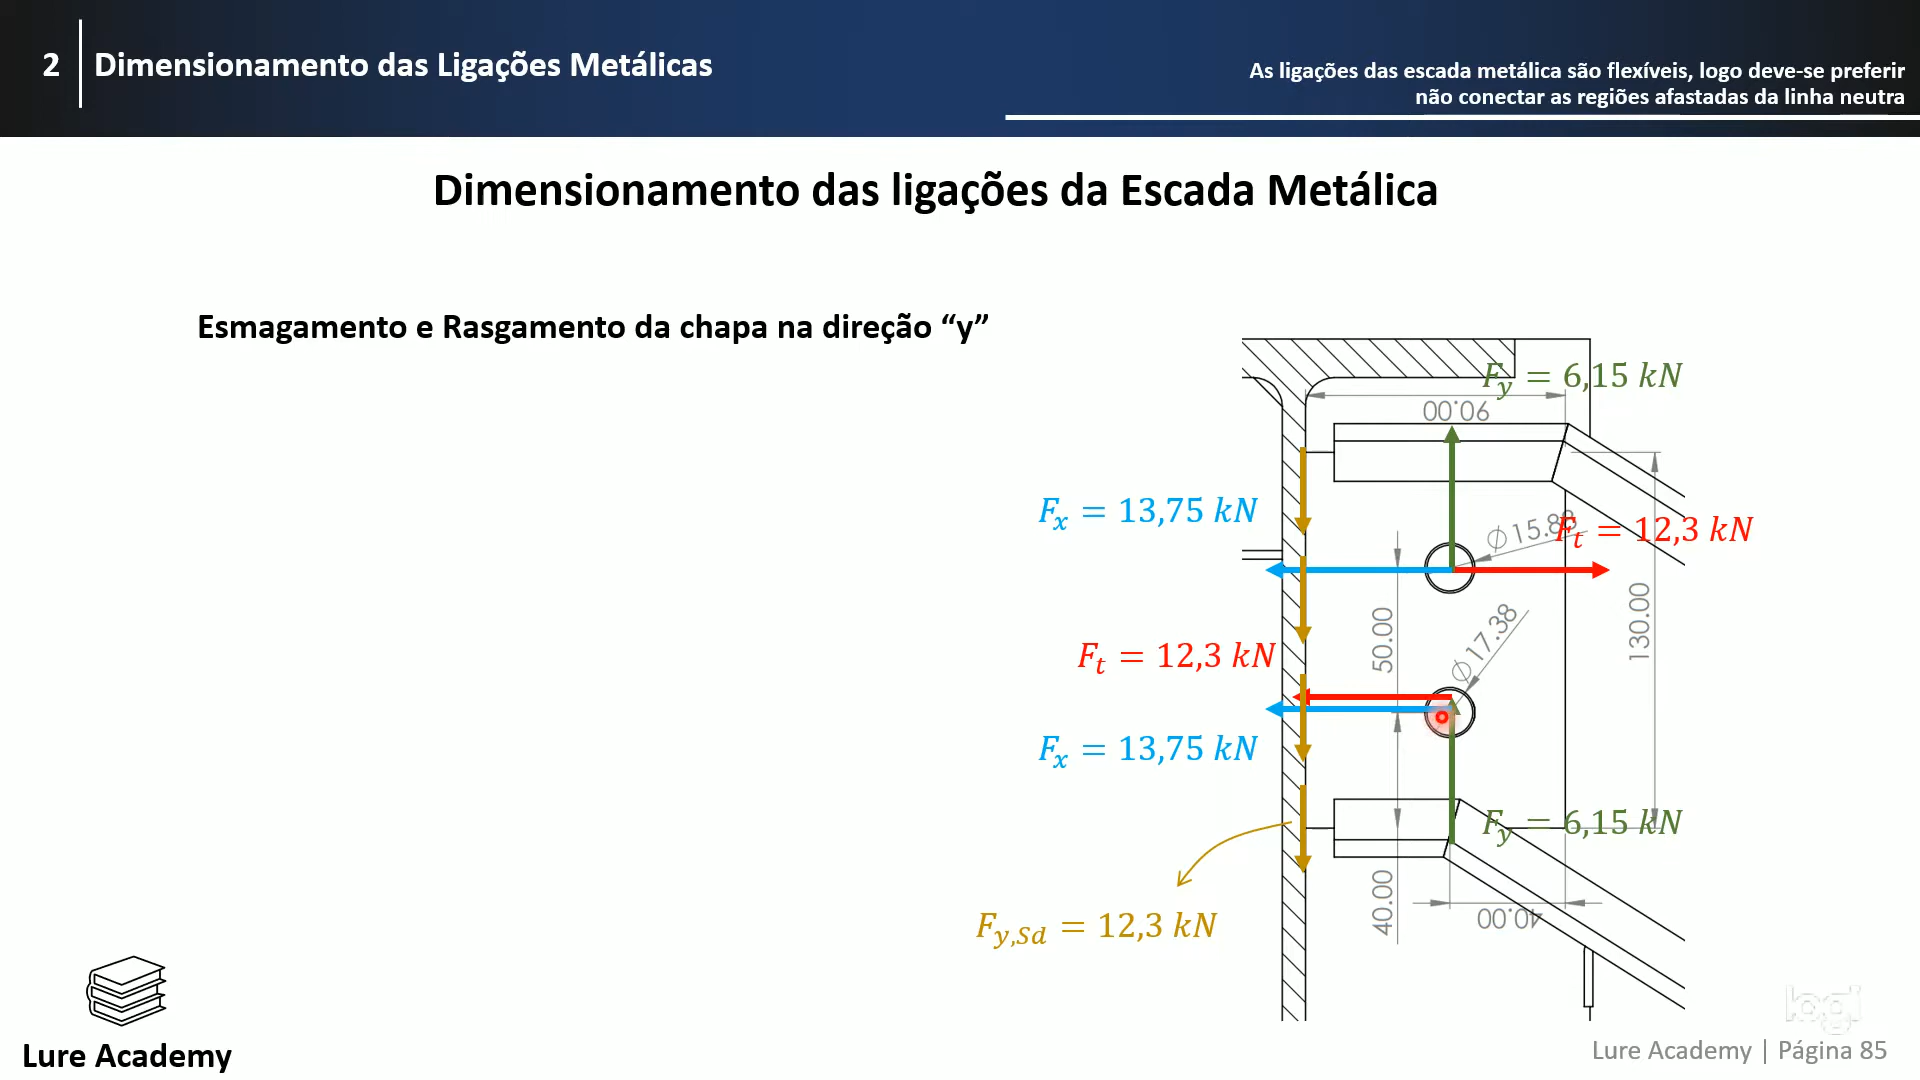 2
Dimensionamento das Ligações Metálicas
As ligações das escada metálica são flexíveis, logo deve-se preferir
não conectar as regiões afastadas da linha neutra
Dimensionamento das ligações da Escada Metálica
Esmagamento e Rasgamento da chapa na direção “y”
F_y = 6,15 kN
90.00
F_x = 13,75 kN
∅15.88
F_t = 12,3 kN
50.00
∅17.38
130.00
F_t = 12,3 kN
F_x = 13,75 kN
F_y = 6,15 kN
40.00
40.00
F_{y,Sd} = 12,3 kN
logi
Lure Academy
Lure Academy | Página 85